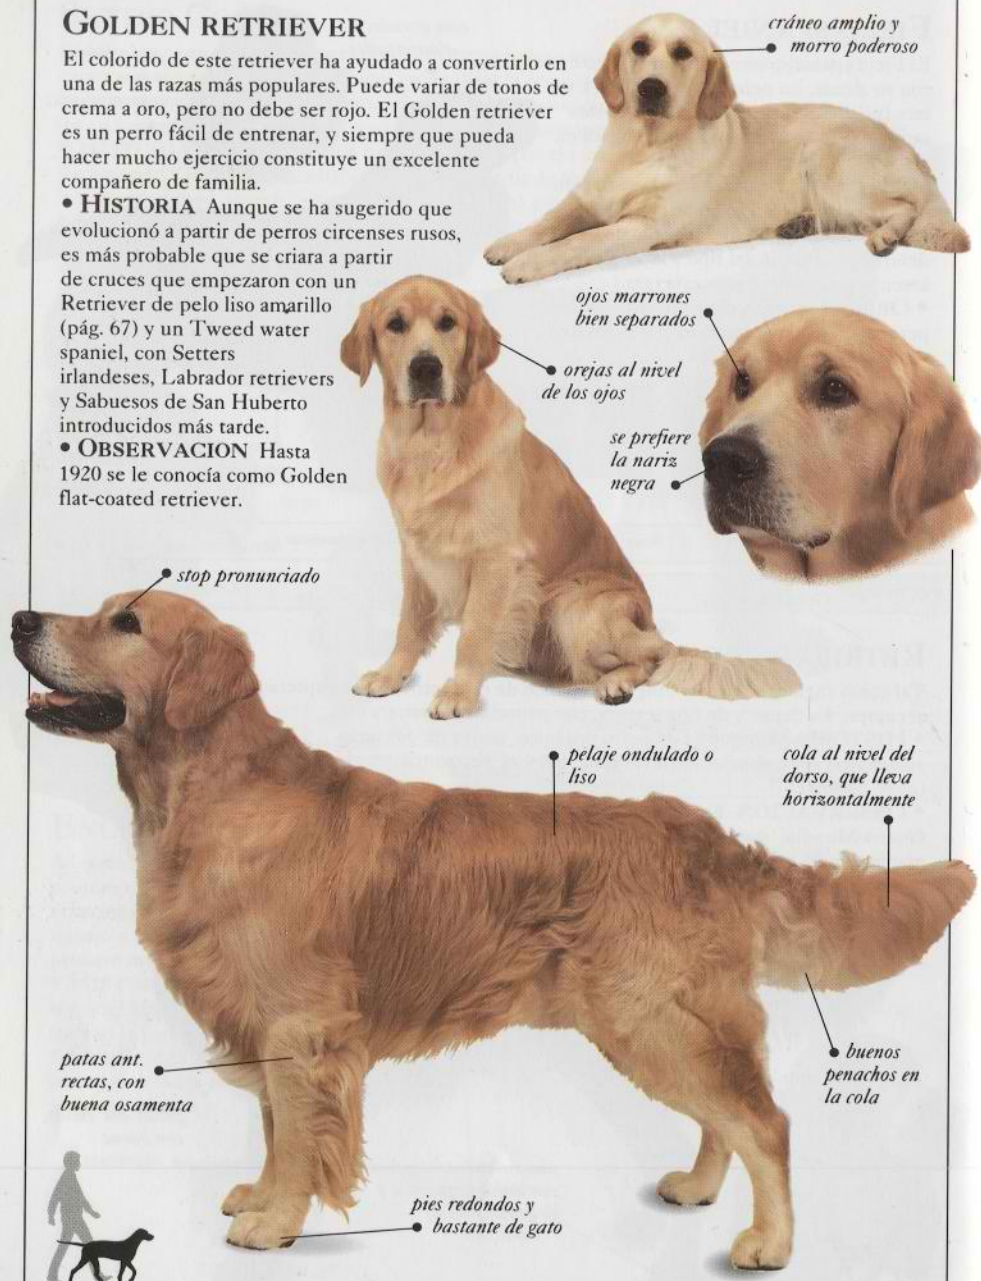 GOLDEN RETRIEVER
El colorido de este retriever ha ayudado a convertirlo en
una de las razas más populares. Puede variar de tonos de
crema a oro, pero no debe ser rojo. El Golden retriever
es un perro fácil de entrenar, y siempre que pueda
hacer mucho ejercicio constituye un excelente
compañero de familia.
• HISTORIA Aunque se ha sugerido que
evolucionó a partir de perros circenses rusos,
es más probable que se criara a partir
de cruces que empezaron con un
Retriever de pelo liso amarillo
(pág. 67) y un Tweed water
spaniel, con Setters
irlandeses, Labrador retrievers
y Sabuesos de San Huberto
introducidos más tarde.
• OBSERVACION Hasta
1920 se le conocía como Golden
flat-coated retriever.
cráneo amplio y
morro poderoso
ojos marrones
bien separados
orejas al nivel
de los ojos
se prefiere
la nariz
negra
stop pronunciado
pelaje ondulado o
liso
cola al nivel del
dorso, que lleva
horizontalmente
patas ant.
rectas, con
buena osamenta
buenos
penachos en
la cola
pies redondos y
bastante de gato